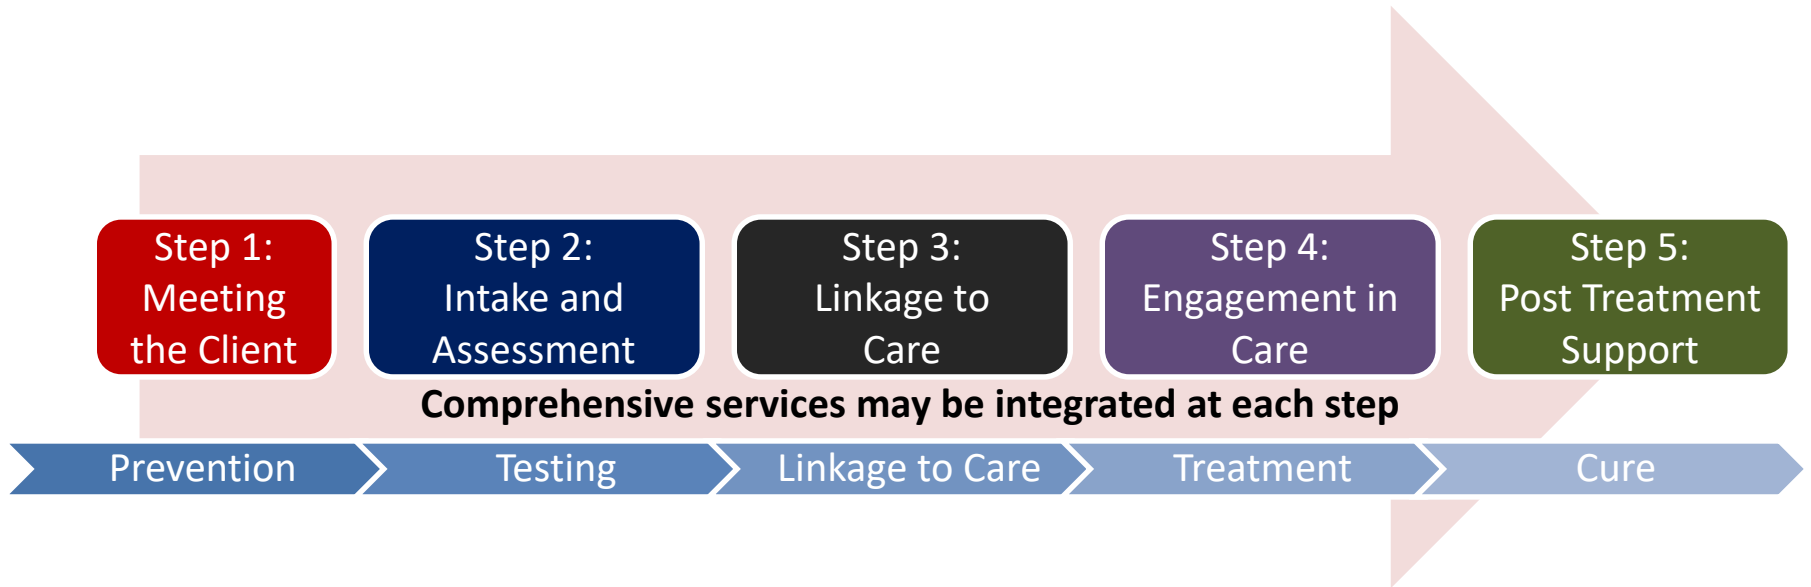 Step 1:
Meeting
the Client
Step 2:
Intake and
Assessment
Step 3:
Linkage to
Care
Step 4:
Engagement in
Care
Step 5:
Post Treatment
Support
Comprehensive services may be integrated at each step
Prevention
Testing
Linkage to Care
Treatment
Cure